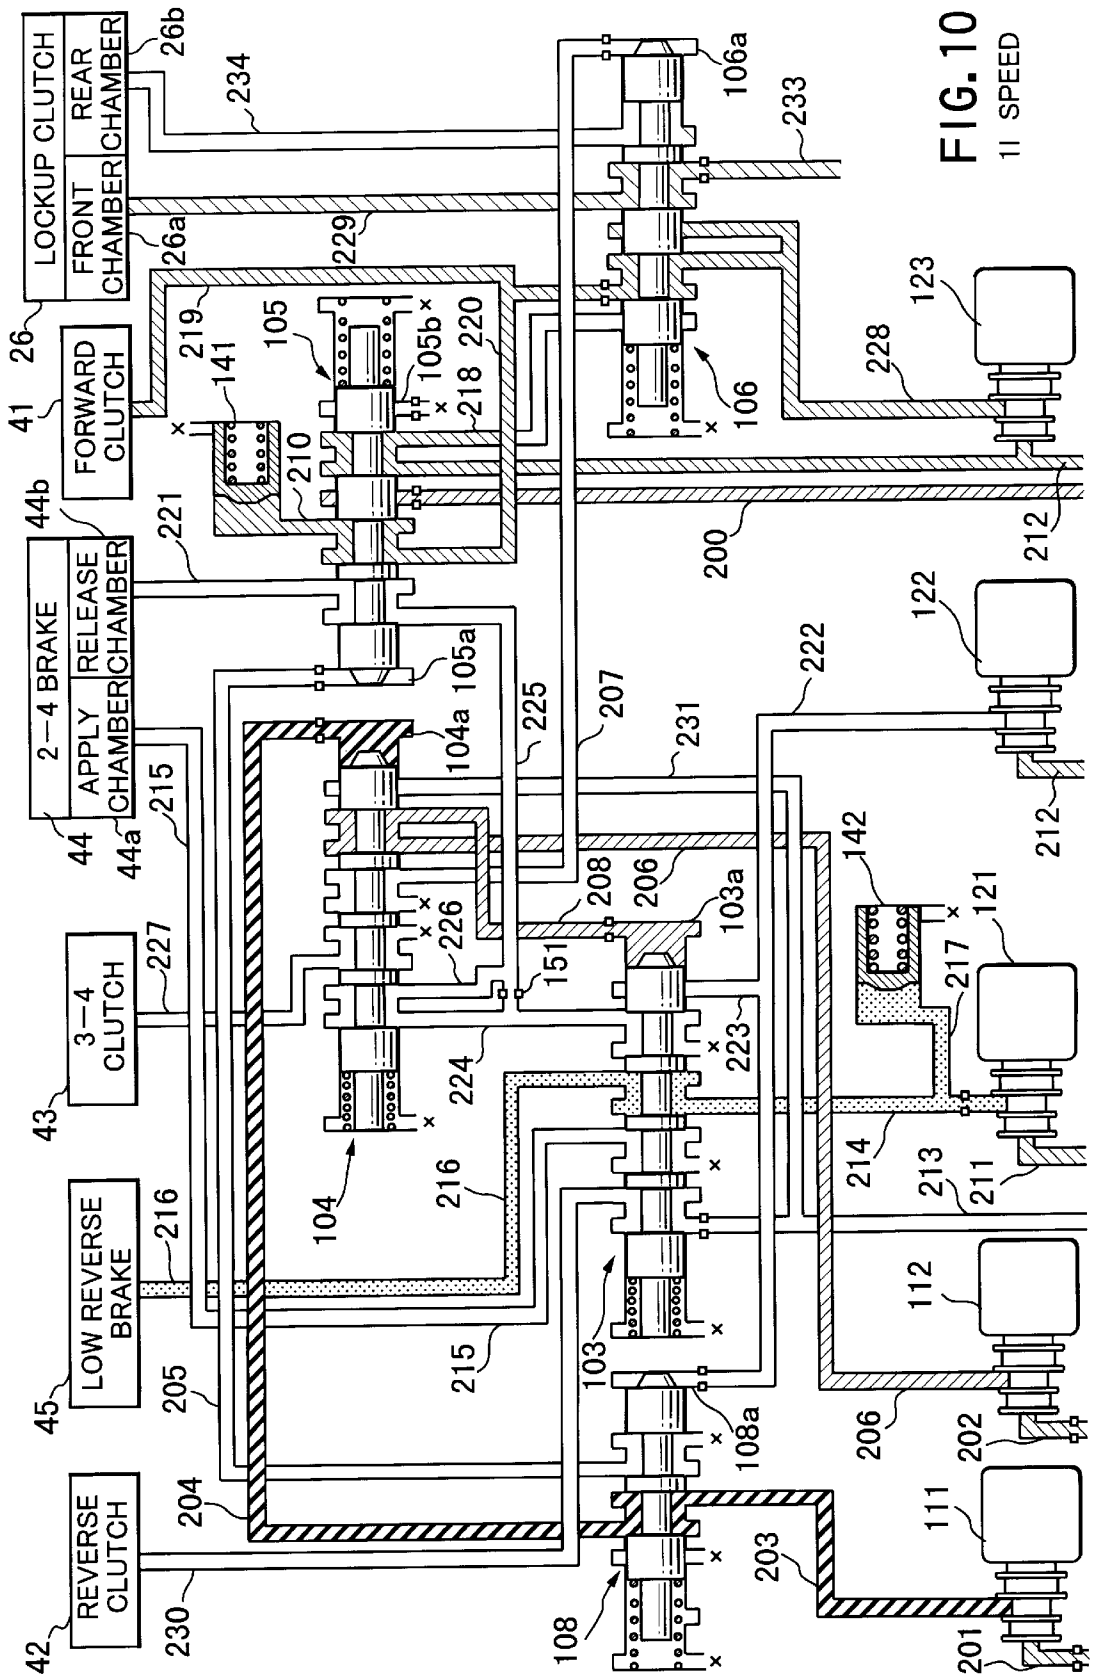 42
REVERSE
CLUTCH
45
LOW REVERSE
BRAKE
43
3–4
CLUTCH
44
2–4 BRAKE
APPLY
CHAMBER
RELEASE
CHAMBER
44a
44b
41
FORWARD
CLUTCH
26
LOCKUP CLUTCH
FRONT
CHAMBER
REAR
CHAMBER
26a
26b
230
204
205
216
227
215
221
141
219
229
234
x
210
105
104
104a
105a
218
105b
220
x
x
x
x
x
x
215
216
224
226
151
208
225
207
108
103
103a
206
231
106
106a
x
x
x
108a
x
x
x
223
x
233
203
200
222
228
214
217
142
x
206
213
201
111
202
112
211
121
212
122
212
123
FIG.10
1I SPEED